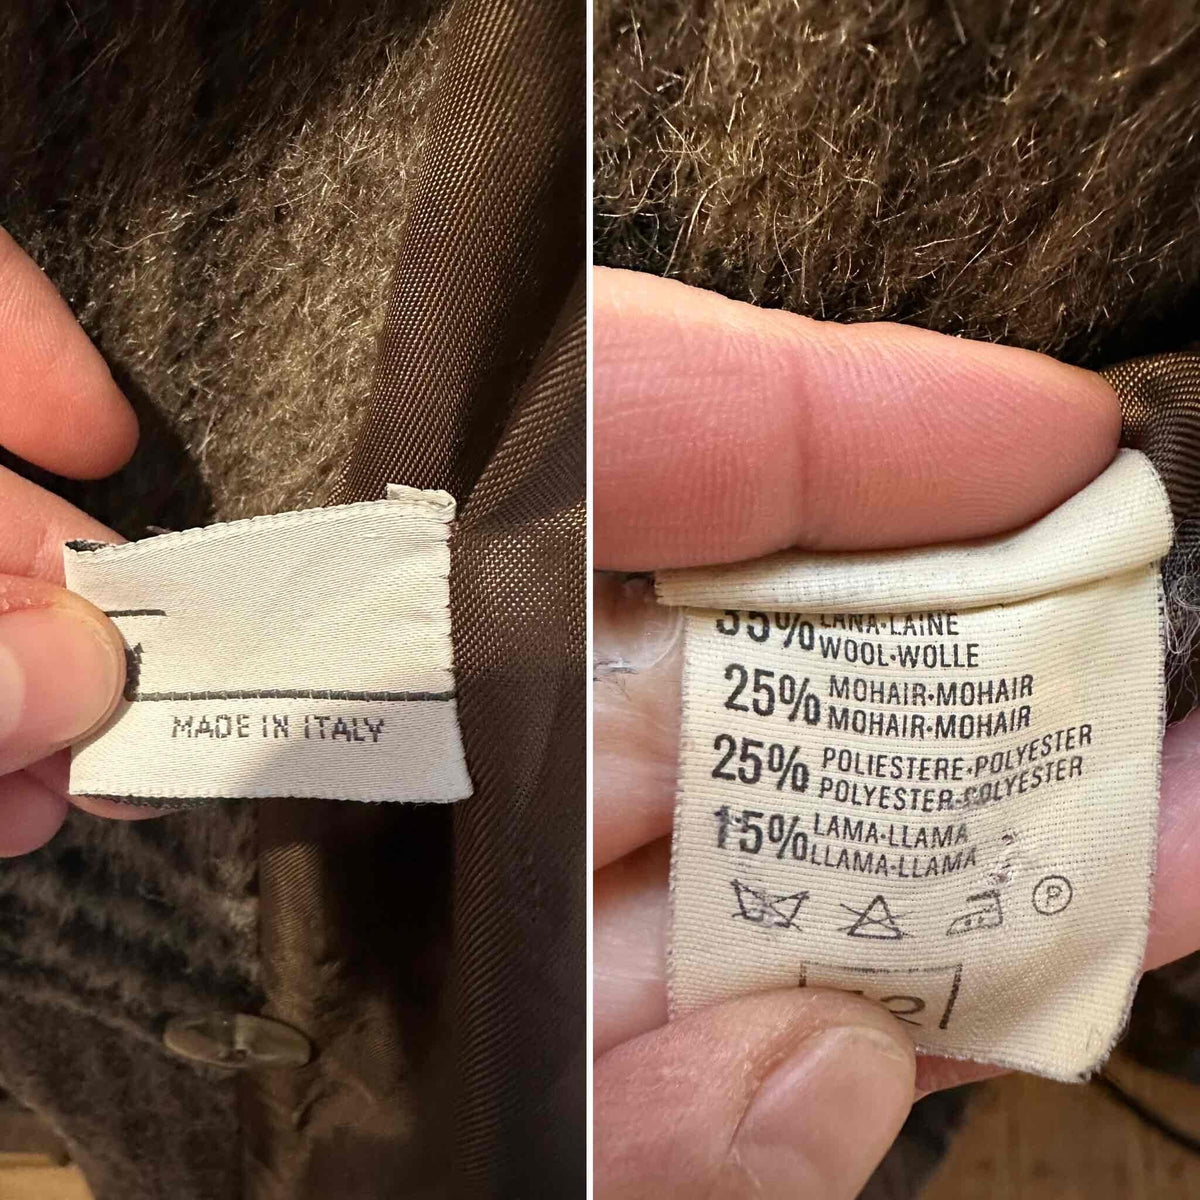 MADE IN ITALY
35% LANA·LAINE
WOOL·WOLLE
25% MOHAIR·MOHAIR
MOHAIR·MOHAIR
25% POLIESTERE·POLYESTER
POLYESTER·POLYESTER
15% LAMA·LLAMA
LLAMA·LLAMA
P